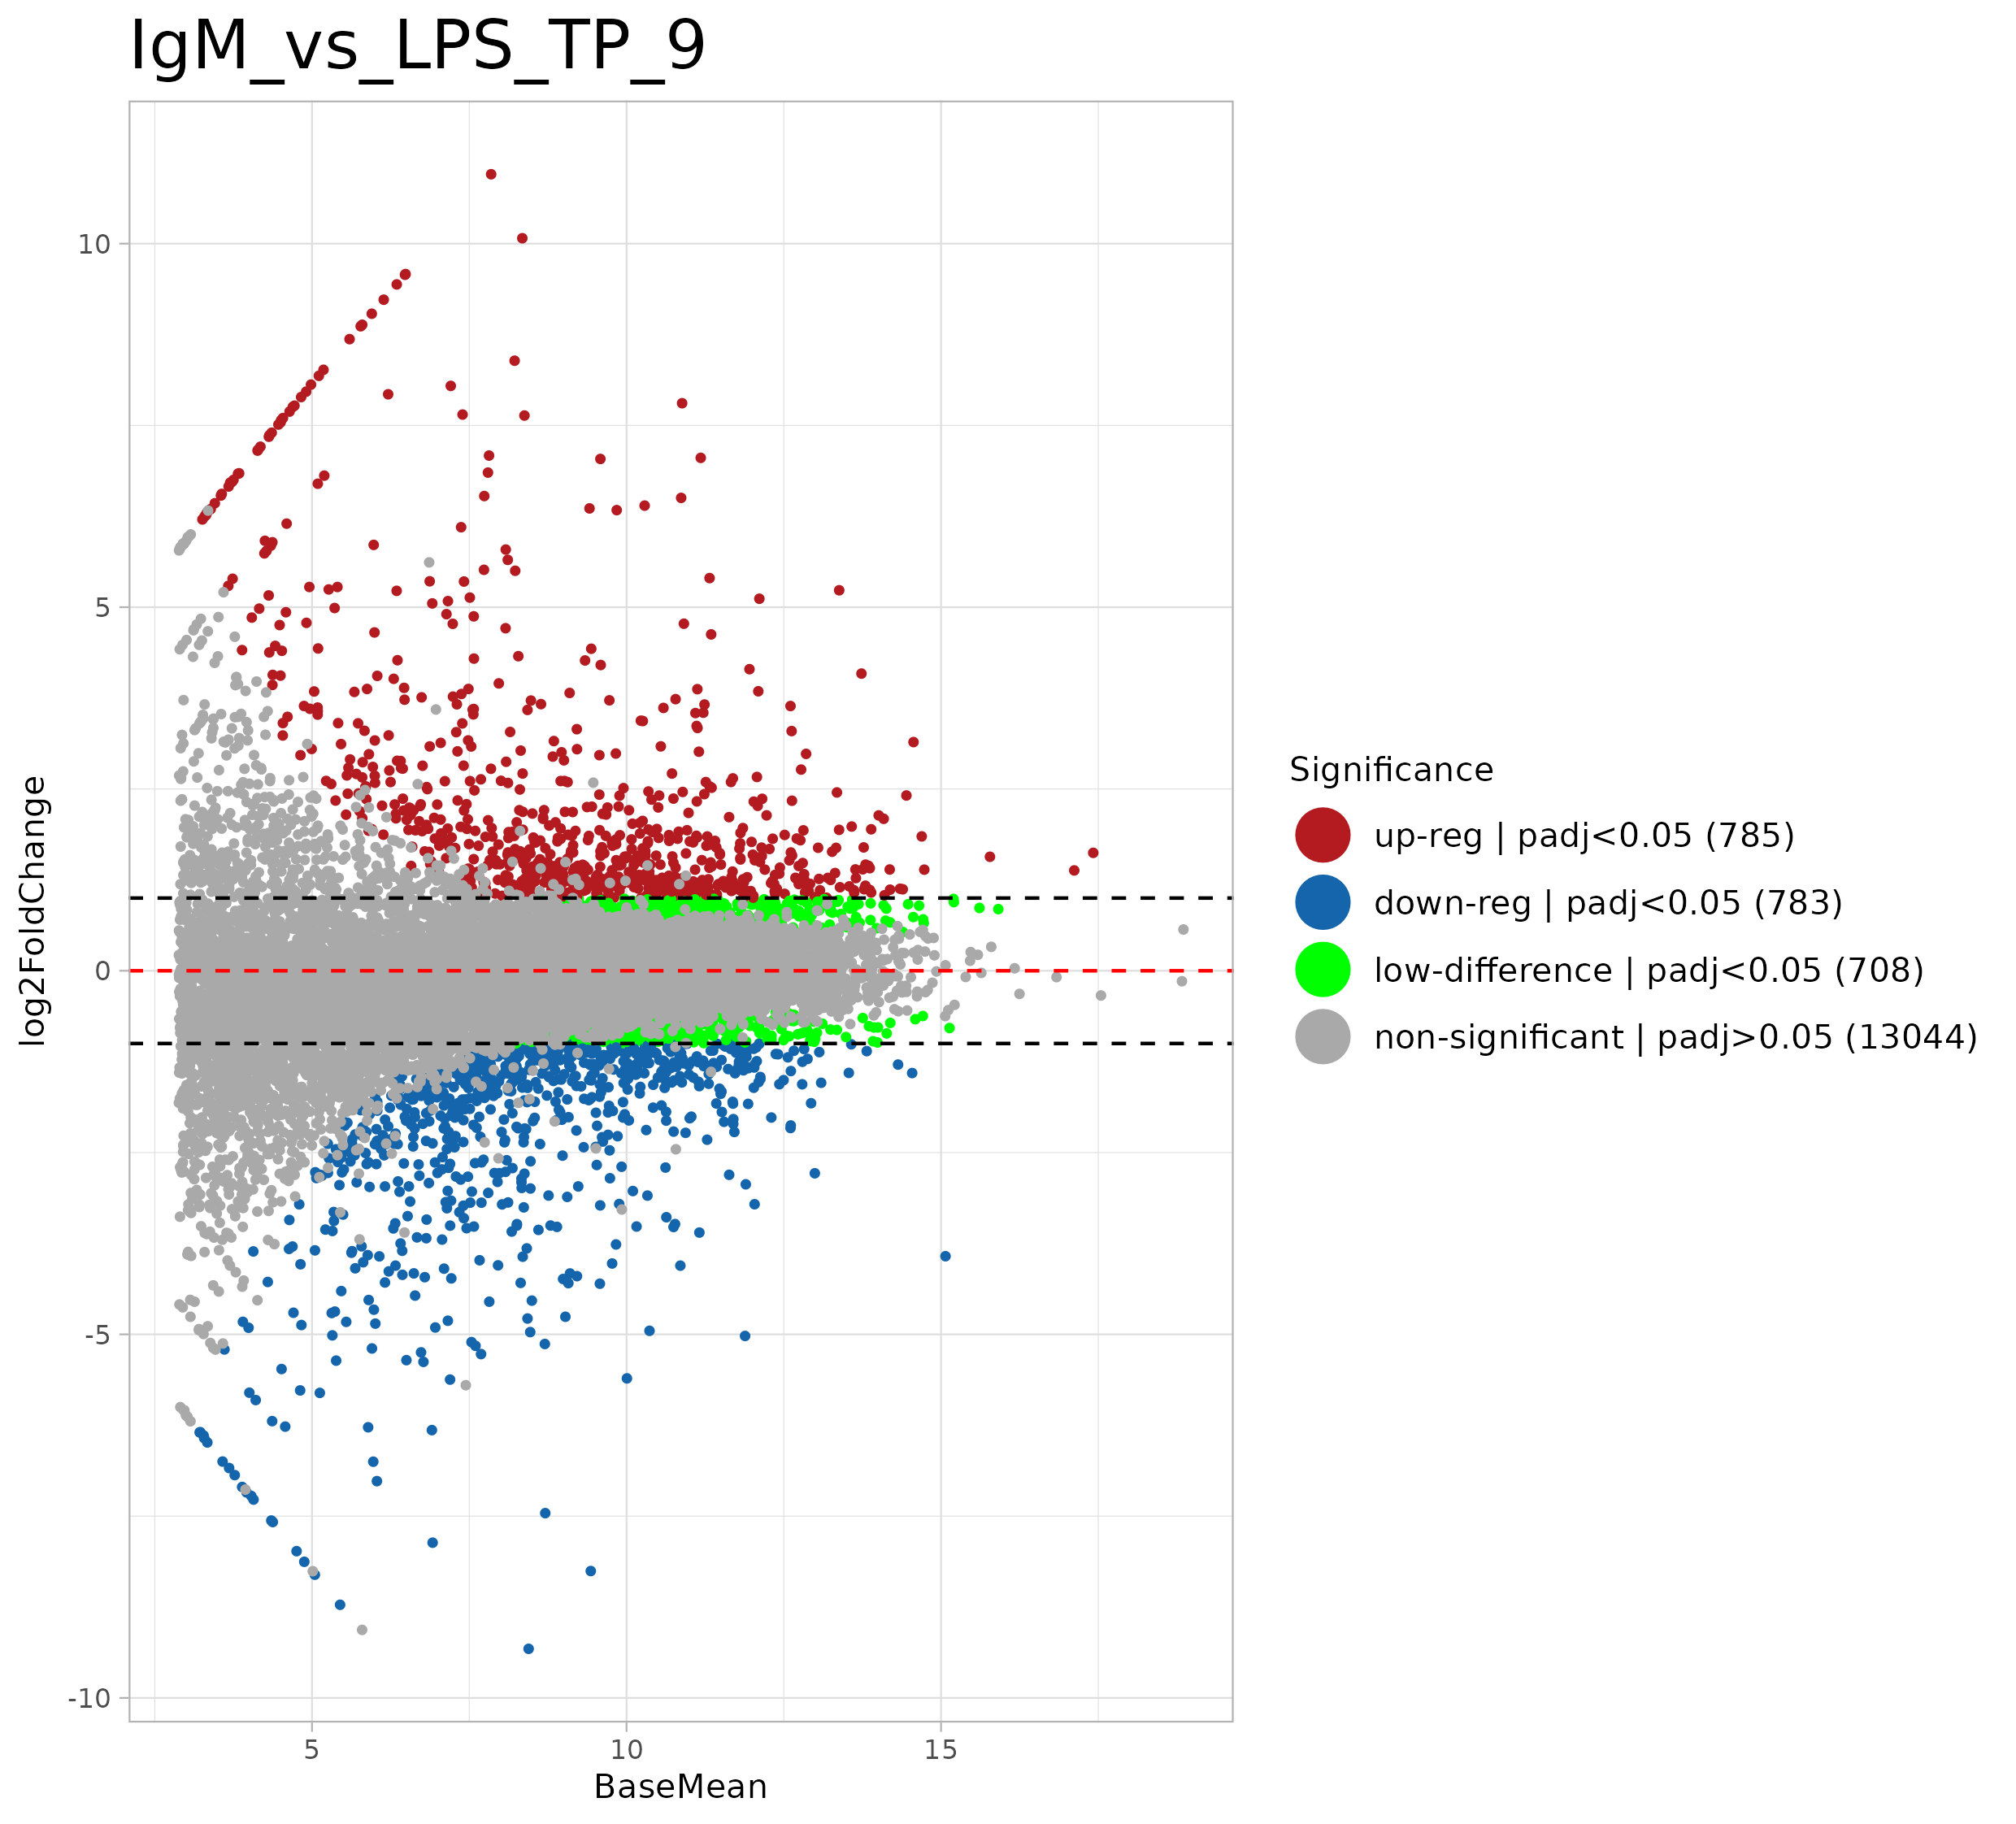 IgM_vs_LPS_TP_9
10
5
0
-5
-10
log2FoldChange
5
10
15
BaseMean
Significance
up-reg | padj<0.05 (785)
down-reg | padj<0.05 (783)
low-difference | padj<0.05 (708)
non-significant | padj>0.05 (13044)